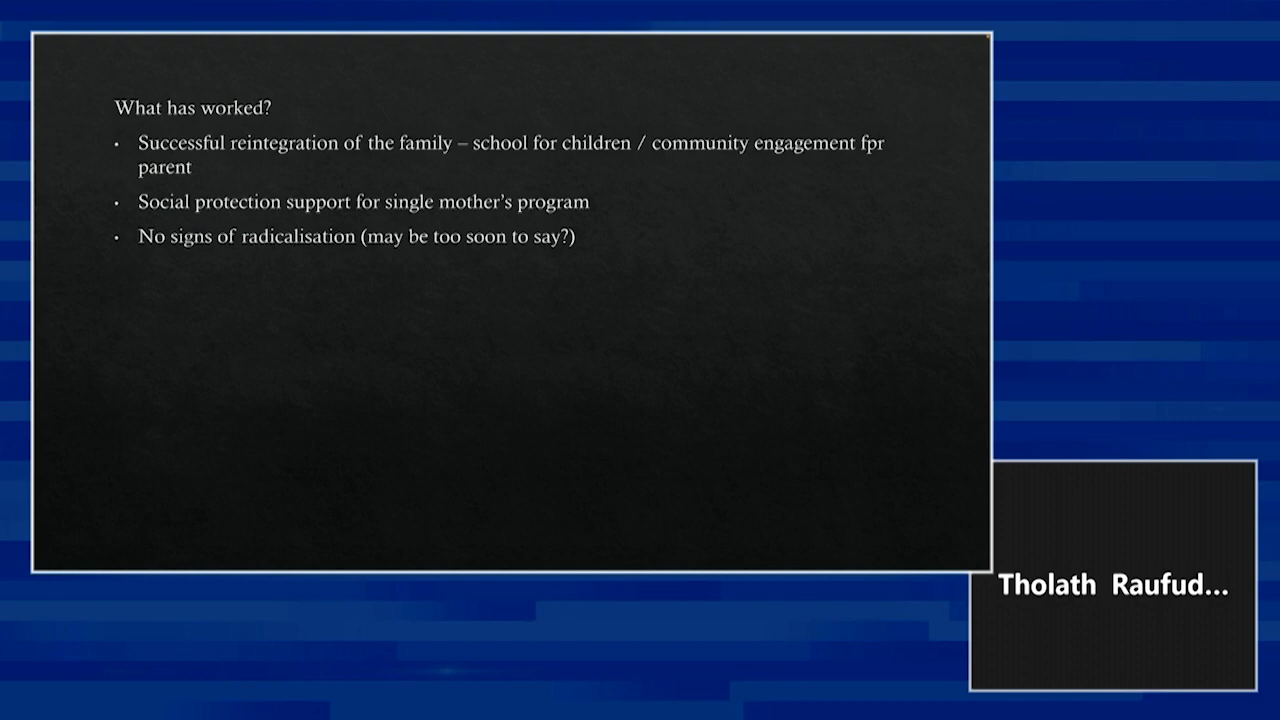 What has worked?
• Successful reintegration of the family – school for children / community engagement fpr
parent
• Social protection support for single mother’s program
• No signs of radicalisation (may be too soon to say?)
Tholath Raufud...